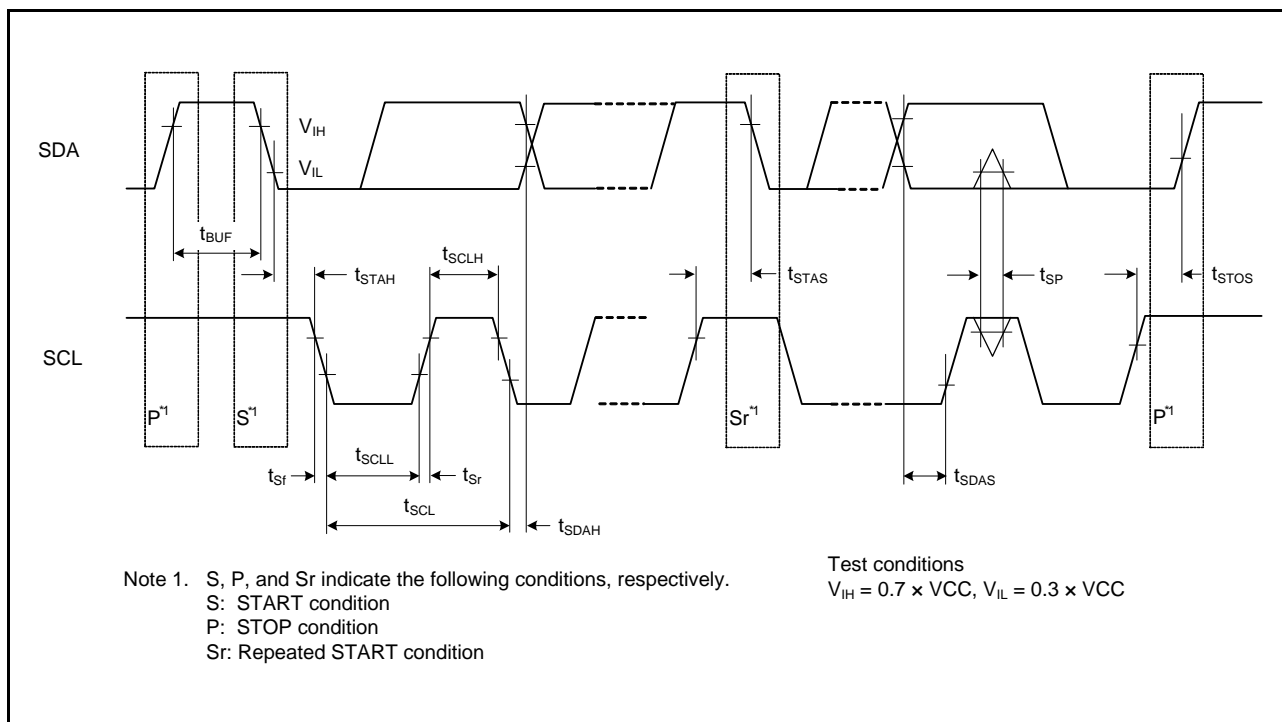 SDA
V_IH
V_IL
t_BUF
t_STAH
t_SCLH
t_STAS
t_SP
t_STOS
SCL
P*1
S*1
Sr*1
P*1
t_Sf
t_SCLL
t_Sr
t_SDAS
t_SCL
t_SDAH
Note 1. S, P, and Sr indicate the following conditions, respectively.
S: START condition
P: STOP condition
Sr: Repeated START condition
Test conditions
V_IH = 0.7 × VCC, V_IL = 0.3 × VCC